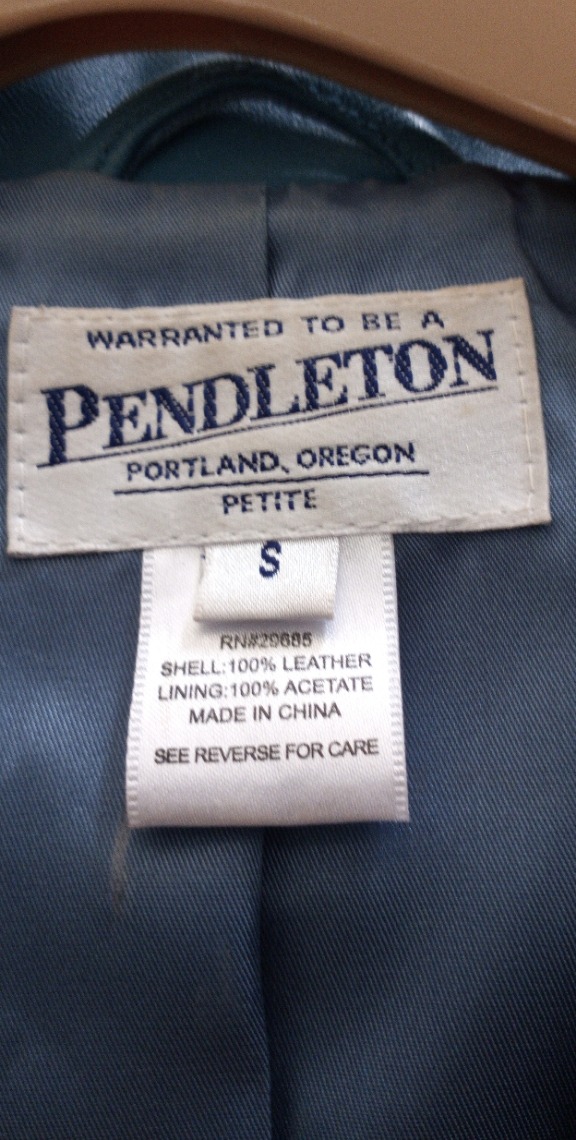 WARRANTED TO BE A
PENDLETON
PORTLAND, OREGON
PETITE
S
RN#29685
SHELL:100% LEATHER
LINING:100% ACETATE
MADE IN CHINA
SEE REVERSE FOR CARE